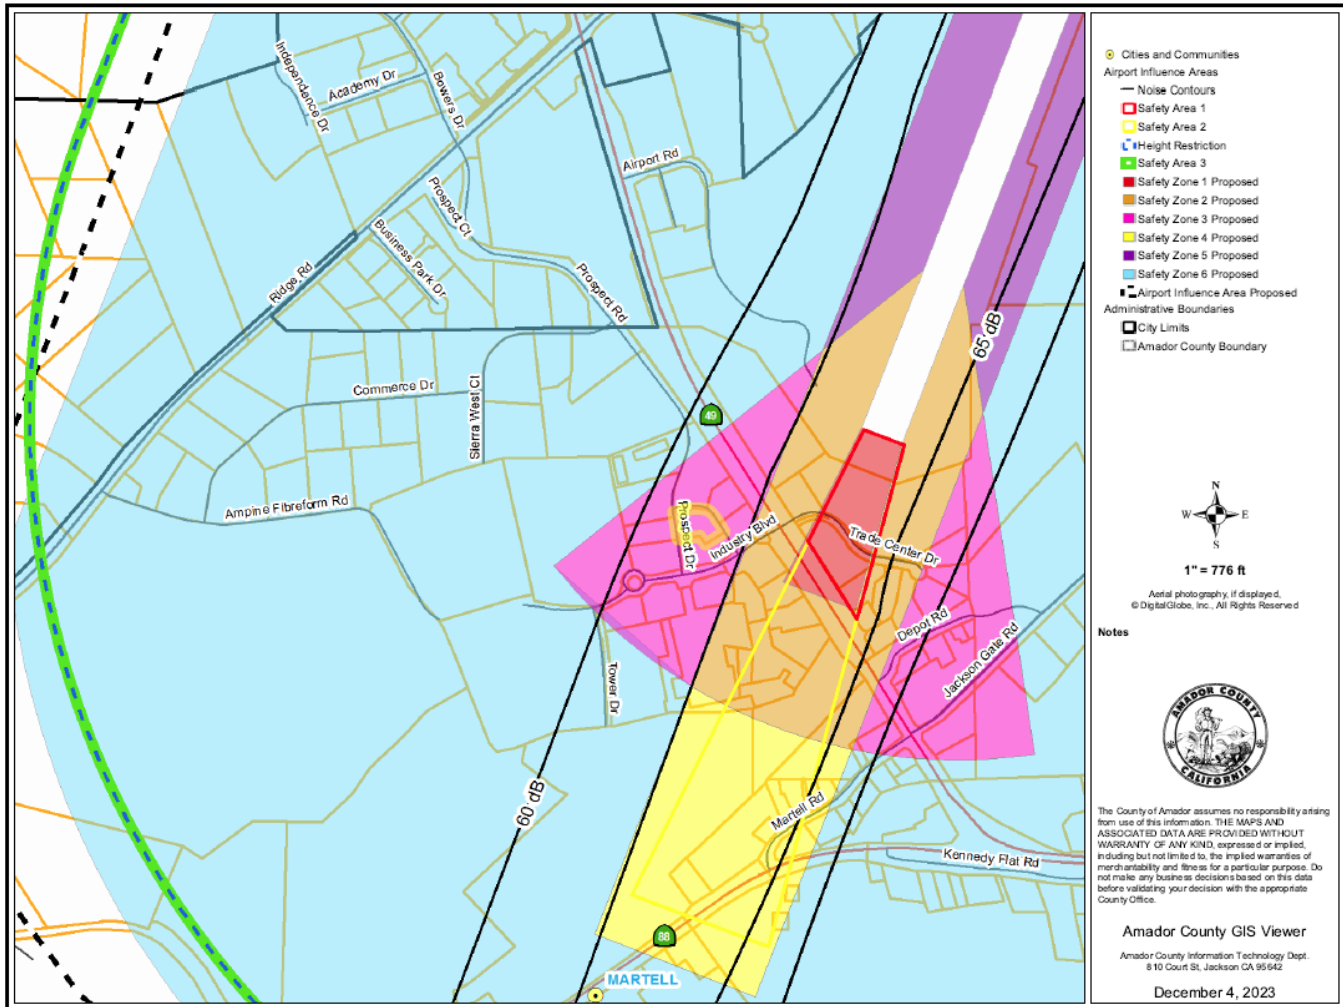 Independence Dr
Academy Dr
Bowers Dr
Airport Rd
Prospect Ct
Business Park Dr
Ridge Rd
Prospect Rd
65 dB
Commerce Dr
Sierra West Ct
49
Ampine Fibreform Rd
Prospect Dr
Industry Blvd
Trade Center Dr
Depot Rd
Jackson Gate Rd
Tower Dr
60 dB
Martell Rd
Kennedy Flat Rd
88
MARTELL
Cities and Communities
Airport Influence Areas
Noise Contours
Safety Area 1
Safety Area 2
Height Restriction
Safety Area 3
Safety Zone 1 Proposed
Safety Zone 2 Proposed
Safety Zone 3 Proposed
Safety Zone 4 Proposed
Safety Zone 5 Proposed
Safety Zone 6 Proposed
Airport Influence Area Proposed
Administrative Boundaries
City Limits
Amador County Boundary
N
W E
S
1" = 776 ft
Aerial photography, if displayed,
© DigitalGlobe, Inc., All Rights Reserved
Notes
AMADOR COUNTY
CALIFORNIA
The County of Amador assumes no responsibility arising
from use of this information. THE MAPS AND
ASSOCIATED DATA ARE PROVIDED WITHOUT
WARRANTY OF ANY KIND, expressed or implied,
including but not limited to, the implied warranties of
merchantability and fitness for a particular purpose. Do
not make any business decisions based on this data
before validating your decision with the appropriate
County Office.
Amador County GIS Viewer
Amador County Information Technology Dept.
810 Court St, Jackson CA 95642
December 4, 2023